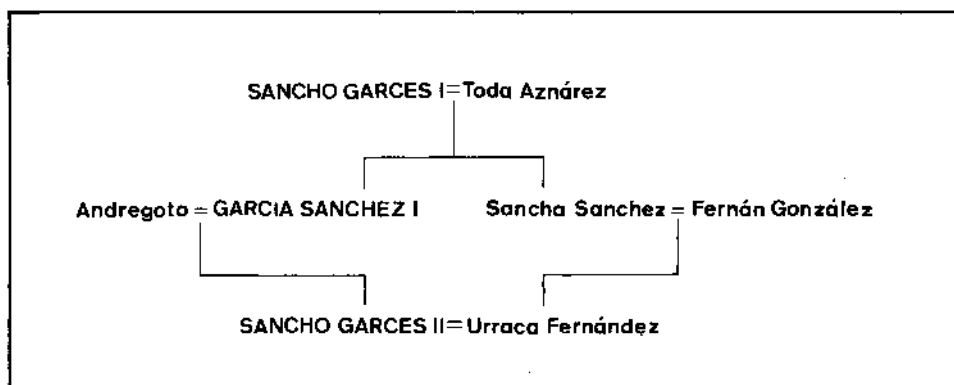 SANCHO GARCES I = Toda Aznárez
Andregoto = GARCIA SANCHEZ I Sancha Sanchez = Fernán González
SANCHO GARCES II = Urraca Fernández